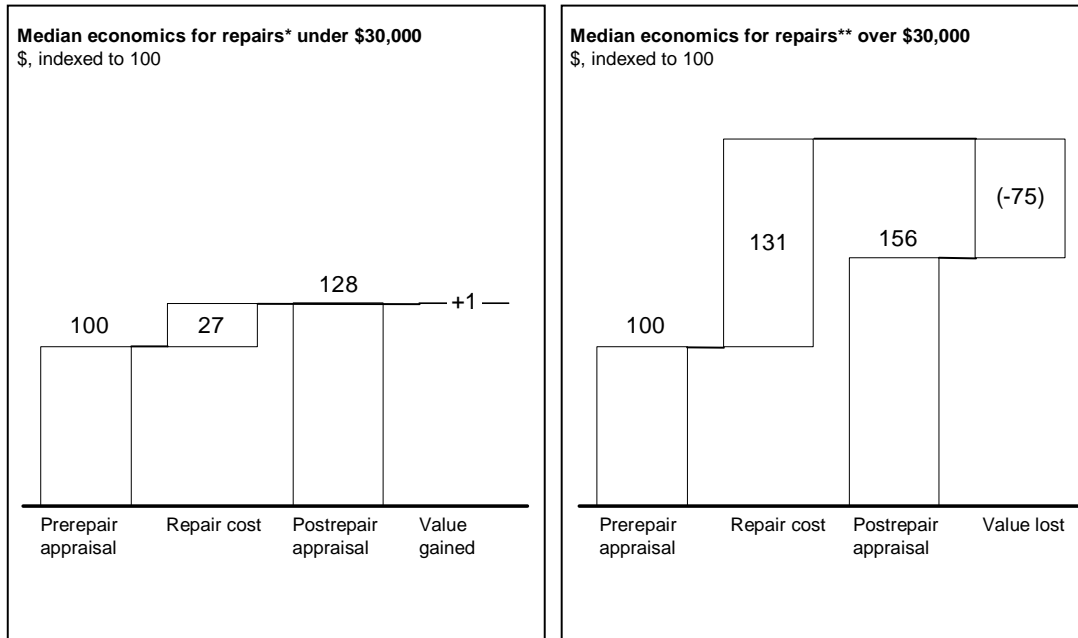 Median economics for repairs* under $30,000
$, indexed to 100
100
27
128
+1
Prerepair
appraisal
Repair cost
Postrepair
appraisal
Value
gained
Median economics for repairs** over $30,000
$, indexed to 100
100
131
156
(-75)
Prerepair
appraisal
Repair cost
Postrepair
appraisal
Value lost